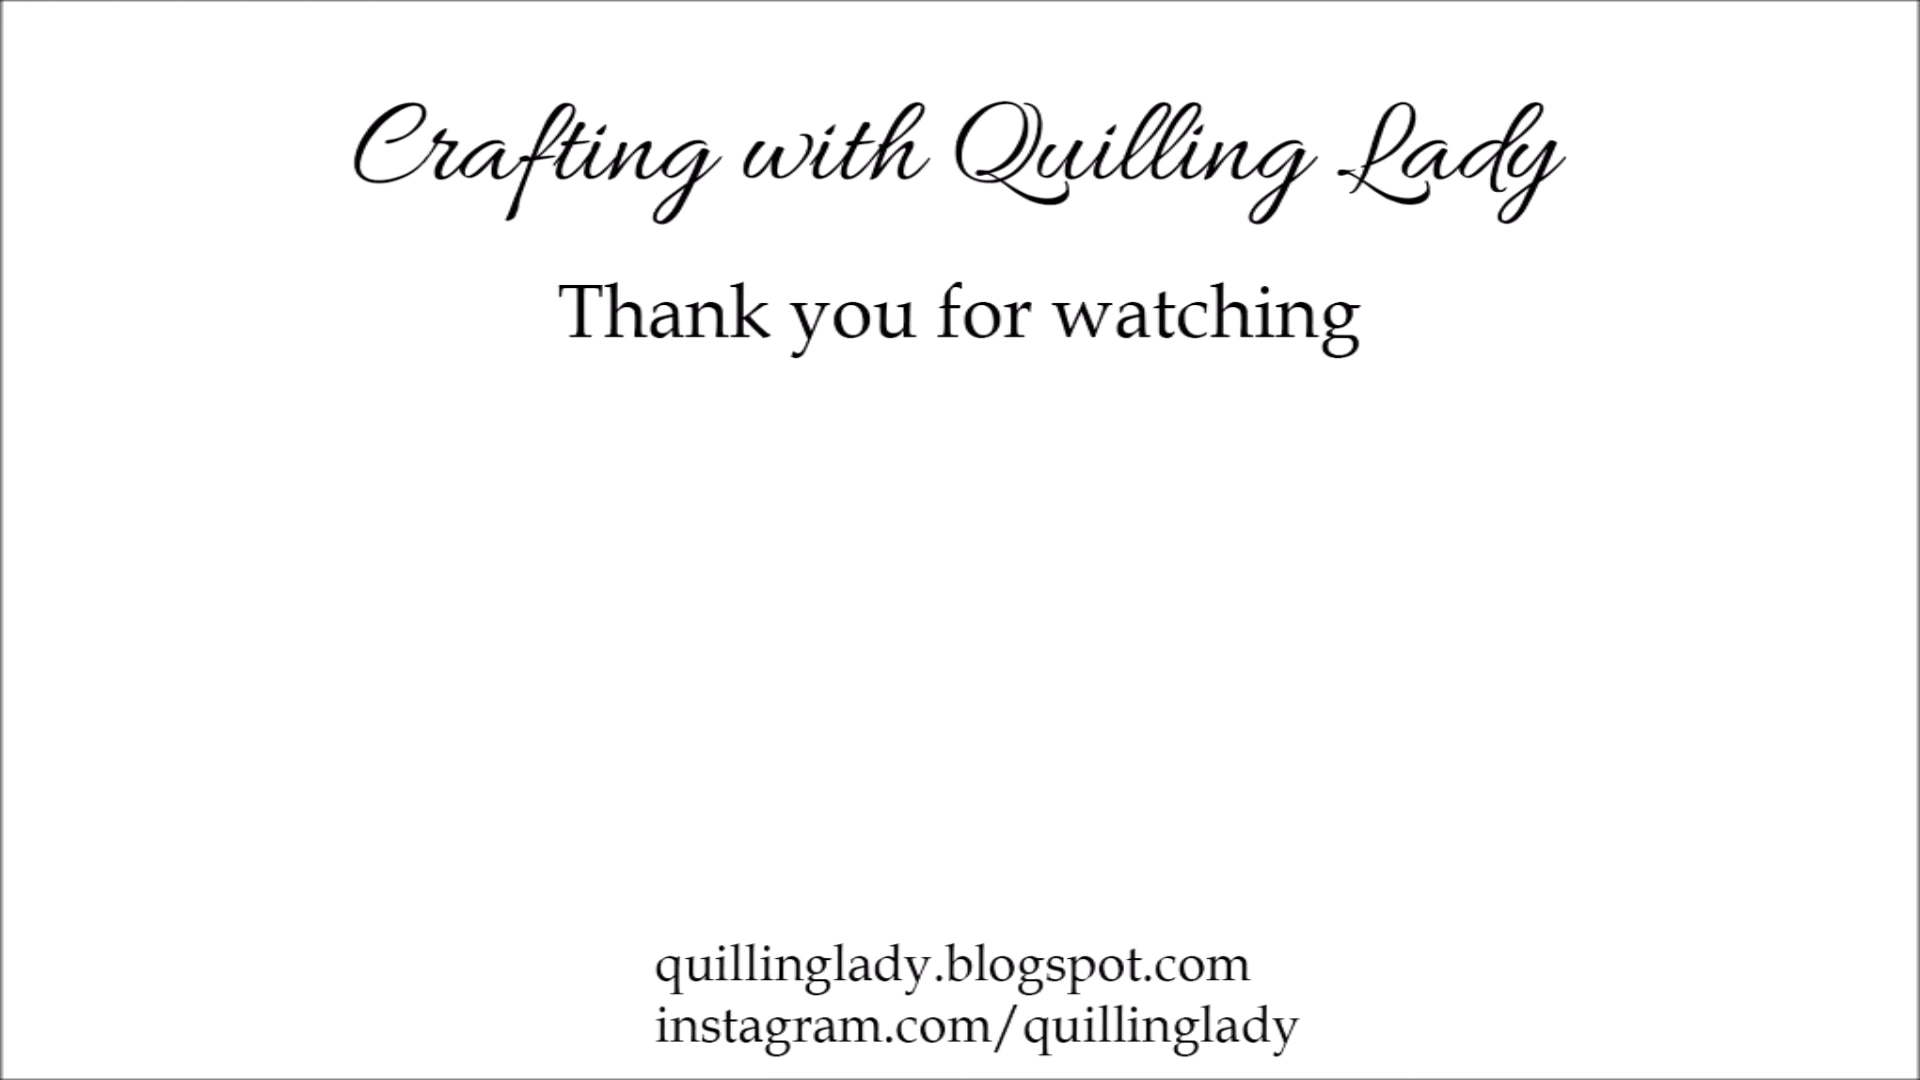 Crafting with Quilling Lady
Thank you for watching
quillinglady.blogspot.com
instagram.com/quillinglady